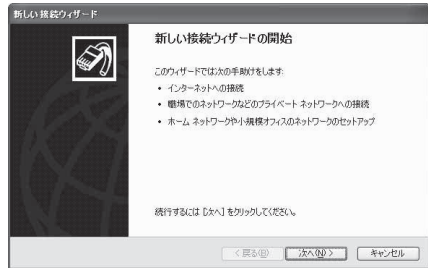 新しい接続ウィザード
新しい接続ウィザードの開始
このウィザードでは次の手助けをします:
• インターネットへの接続
• 職場でのネットワークなどのプライベート ネットワークへの接続
• ホーム ネットワークや小規模オフィスのネットワークのセットアップ
続行するには [次へ] をクリックしてください。
< 戻る(B) 次へ(N) > キャンセル